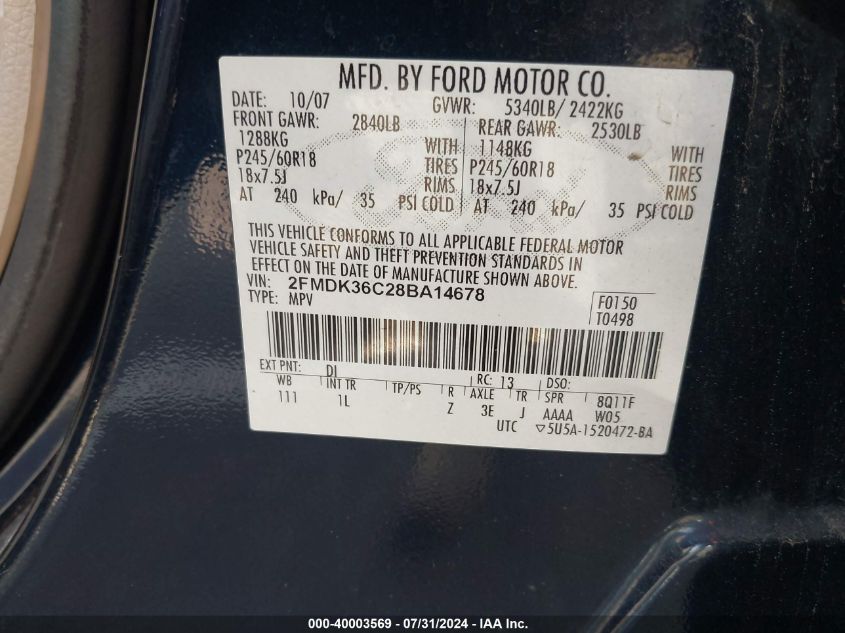 MFD. BY FORD MOTOR CO.
DATE: 10/07 GVWR: 5340LB/ 2422KG
FRONT GAWR: 2840LB REAR GAWR: 2530LB
1288KG WITH 1148KG WITH
P245/60R18 TIRES P245/60R18 TIRES
18x7.5J RIMS 18x7.5J RIMS
AT 240 kPa/ 35 PSI COLD AT 240 kPa/ 35 PSI COLD
THIS VEHICLE CONFORMS TO ALL APPLICABLE FEDERAL MOTOR
VEHICLE SAFETY AND THEFT PREVENTION STANDARDS IN
EFFECT ON THE DATE OF MANUFACTURE SHOWN ABOVE.
VIN: 2FMDK36C28BA14678
TYPE: MPV
F0150
T0498
EXT PNT: DI RC: 13 DSO:
WB INT TR TP/PS R AXLE TR SPR 8Q11F
111 1L Z 3E J AAAA W05
UTC ▽5U5A-1520472-BA
000-40003569 / 07/31/2024 - IAA Inc.